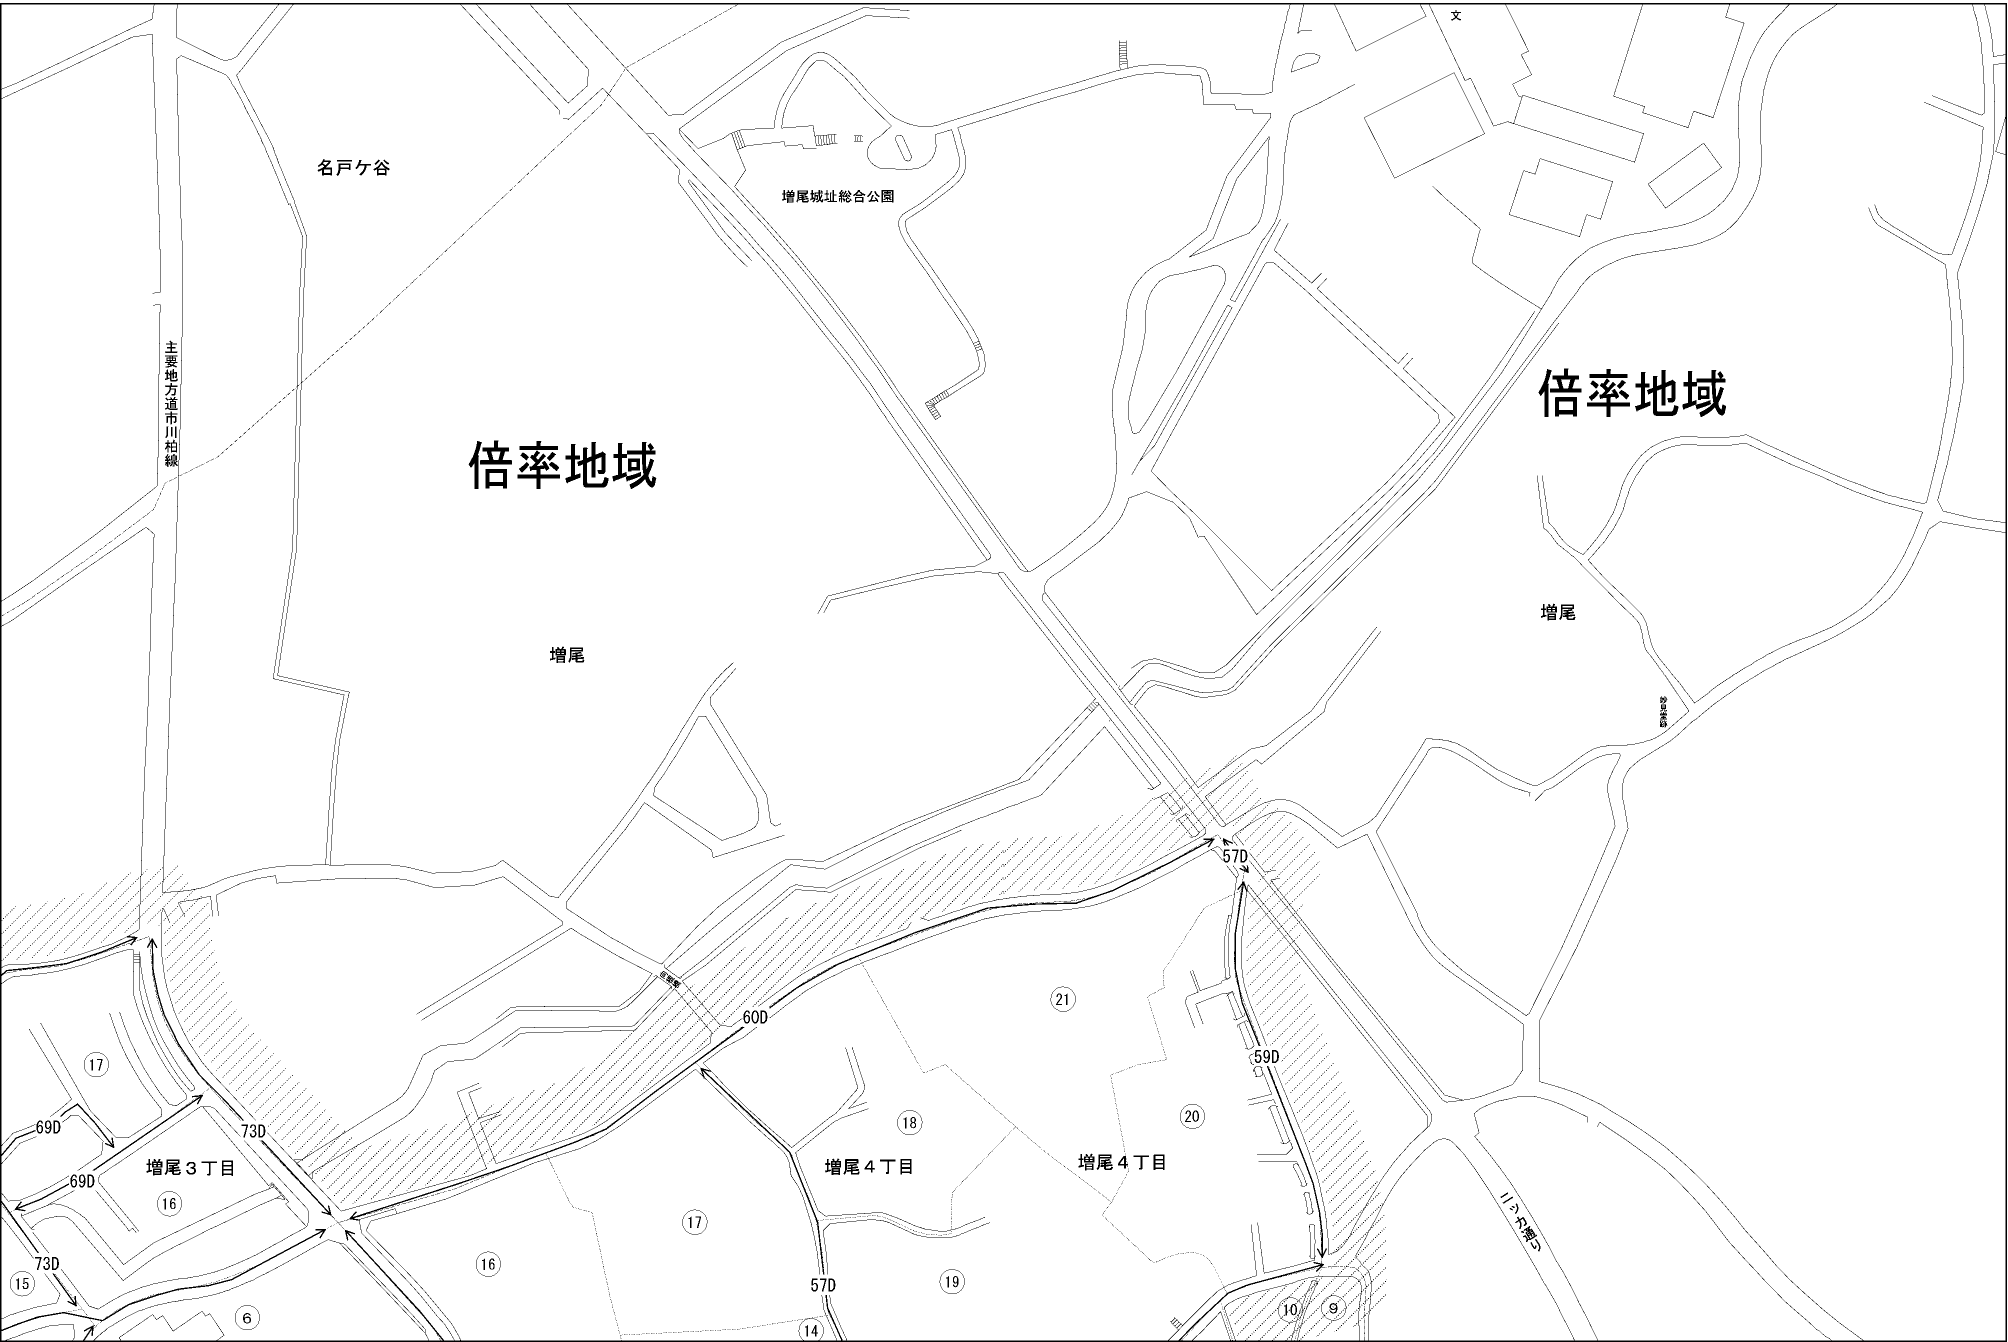 文
名戸ケ谷
増尾城址総合公園
主要地方道市川柏線
倍率地域
倍率地域
増尾
増尾
57D
21
60D
59D
17
69D
73D
18
20
増尾3丁目
増尾4丁目
増尾4丁目
69D
16
17
ニッカ通り
73D
15
16
57D
19
6
14
10
9